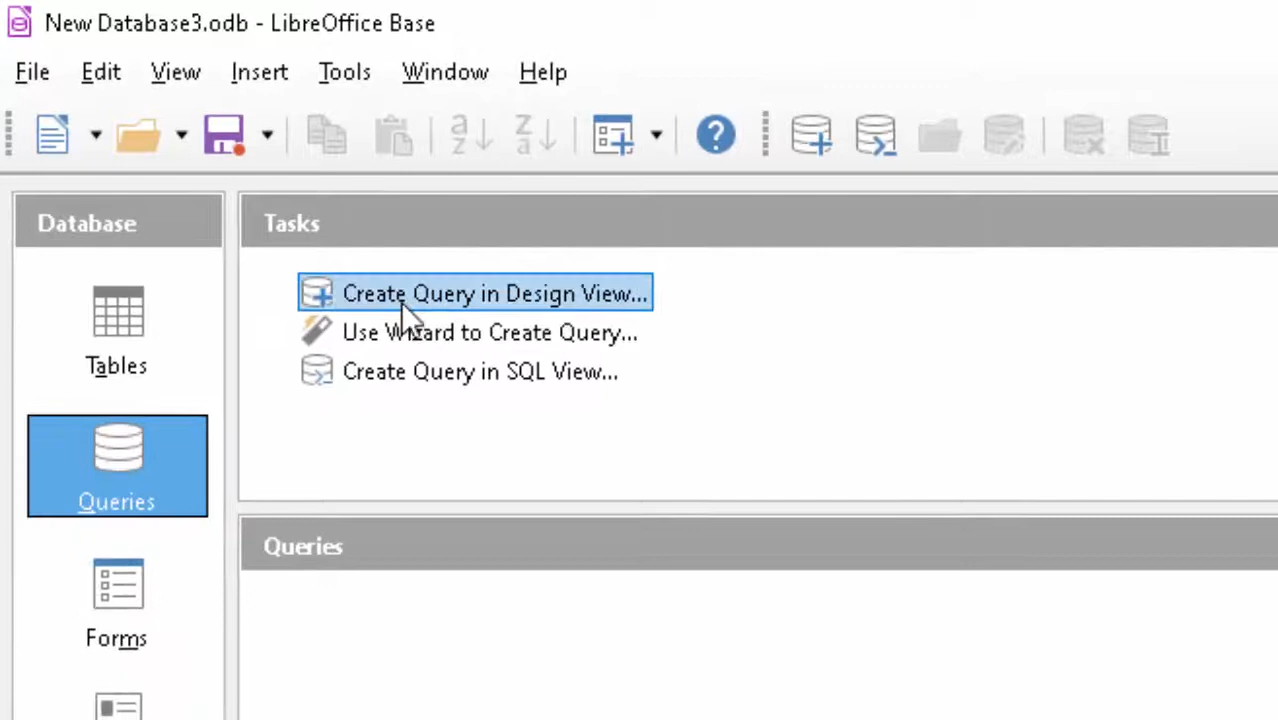 New Database3.odb - LibreOffice Base
File Edit View Insert Tools Window Help
Database
Tasks
Create Query in Design View...
Use Wizard to Create Query...
Create Query in SQL View...
Tables
Queries
Forms
Queries